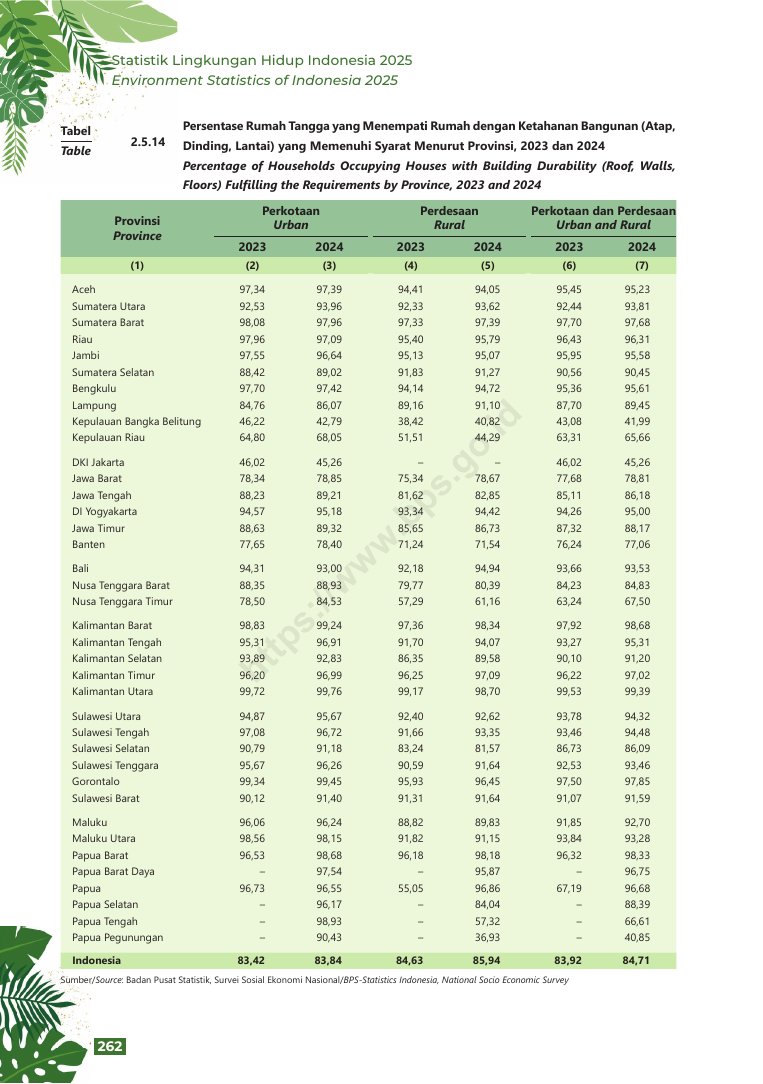 Statistik Lingkungan Hidup Indonesia 2025
Environment Statistics of Indonesia 2025
Tabel
Table
2.5.14
Persentase Rumah Tangga yang Menempati Rumah dengan Ketahanan Bangunan (Atap,
Dinding, Lantai) yang Memenuhi Syarat Menurut Provinsi, 2023 dan 2024
Percentage of Households Occupying Houses with Building Durability (Roof, Walls,
Floors) Fulfilling the Requirements by Province, 2023 and 2024
Provinsi
Province
Perkotaan
Urban
Perdesaan
Rural
Perkotaan dan Perdesaan
Urban and Rural
2023 2024 2023 2024 2023 2024
(1) (2) (3) (4) (5) (6) (7)
Aceh 97,34 97,39 94,41 94,05 95,45 95,23
Sumatera Utara 92,53 93,96 92,33 93,62 92,44 93,81
Sumatera Barat 98,08 97,96 97,33 97,39 97,70 97,68
Riau 97,96 97,09 95,40 95,79 96,43 96,31
Jambi 97,55 96,64 95,13 95,07 95,95 95,58
Sumatera Selatan 88,42 89,02 91,83 91,27 90,56 90,45
Bengkulu 97,70 97,42 94,14 94,72 95,36 95,61
Lampung 84,76 86,07 89,16 91,10 87,70 89,45
Kepulauan Bangka Belitung 46,22 42,79 38,42 40,82 43,08 41,99
Kepulauan Riau 64,80 68,05 51,51 44,29 63,31 65,66
DKI Jakarta 46,02 45,26 – – 46,02 45,26
Jawa Barat 78,34 78,85 75,34 78,67 77,68 78,81
Jawa Tengah 88,23 89,21 81,62 82,85 85,11 86,18
DI Yogyakarta 94,57 95,18 93,34 94,42 94,26 95,00
Jawa Timur 88,63 89,32 85,65 86,73 87,32 88,17
Banten 77,65 78,40 71,24 71,54 76,24 77,06
Bali 94,31 93,00 92,18 94,94 93,66 93,53
Nusa Tenggara Barat 88,35 88,93 79,77 80,39 84,23 84,83
Nusa Tenggara Timur 78,50 84,53 57,29 61,16 63,24 67,50
Kalimantan Barat 98,83 99,24 97,36 98,34 97,92 98,68
Kalimantan Tengah 95,31 96,91 91,70 94,07 93,27 95,31
Kalimantan Selatan 93,89 92,83 86,35 89,58 90,10 91,20
Kalimantan Timur 96,20 96,99 96,25 97,09 96,22 97,02
Kalimantan Utara 99,72 99,76 99,17 98,70 99,53 99,39
Sulawesi Utara 94,87 95,67 92,40 92,62 93,78 94,32
Sulawesi Tengah 97,08 96,72 91,66 93,35 93,46 94,48
Sulawesi Selatan 90,79 91,18 83,24 81,57 86,73 86,09
Sulawesi Tenggara 95,67 96,26 90,59 91,64 92,53 93,46
Gorontalo 99,34 99,45 95,93 96,45 97,50 97,85
Sulawesi Barat 90,12 91,40 91,31 91,64 91,07 91,59
Maluku 96,06 96,24 88,82 89,83 91,85 92,70
Maluku Utara 98,56 98,15 91,82 91,15 93,84 93,28
Papua Barat 96,53 98,68 96,18 98,18 96,32 98,33
Papua Barat Daya – 97,54 – 95,87 – 96,75
Papua 96,73 96,55 55,05 96,86 67,19 96,68
Papua Selatan – 96,17 – 84,04 – 88,39
Papua Tengah – 98,93 – 57,32 – 66,61
Papua Pegunungan – 90,43 – 36,93 – 40,85
Indonesia 83,42 83,84 84,63 85,94 83,92 84,71
https://www.bps.go.id
Sumber/Source: Badan Pusat Statistik, Survei Sosial Ekonomi Nasional/BPS-Statistics Indonesia, National Socio Economic Survey
262